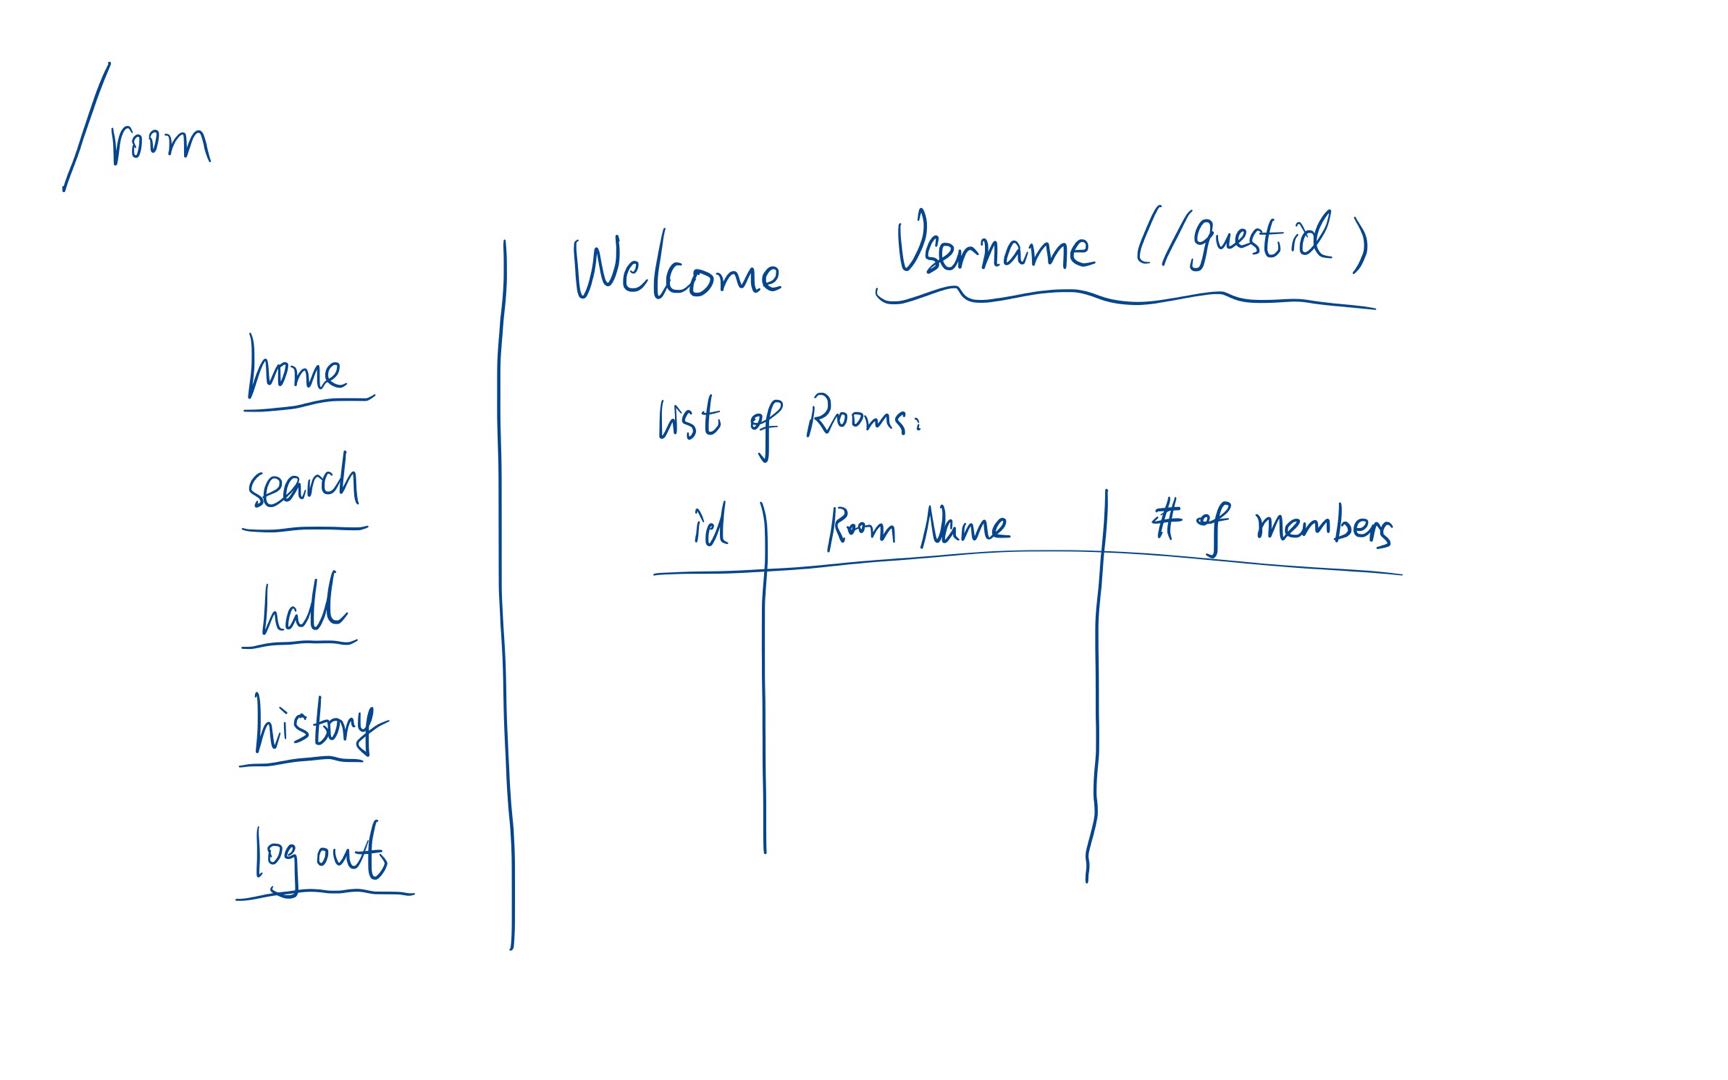 /room
Welcome Username (/guestid)
home
search
hall
history
log out
List of Rooms:
id Room Name # of members